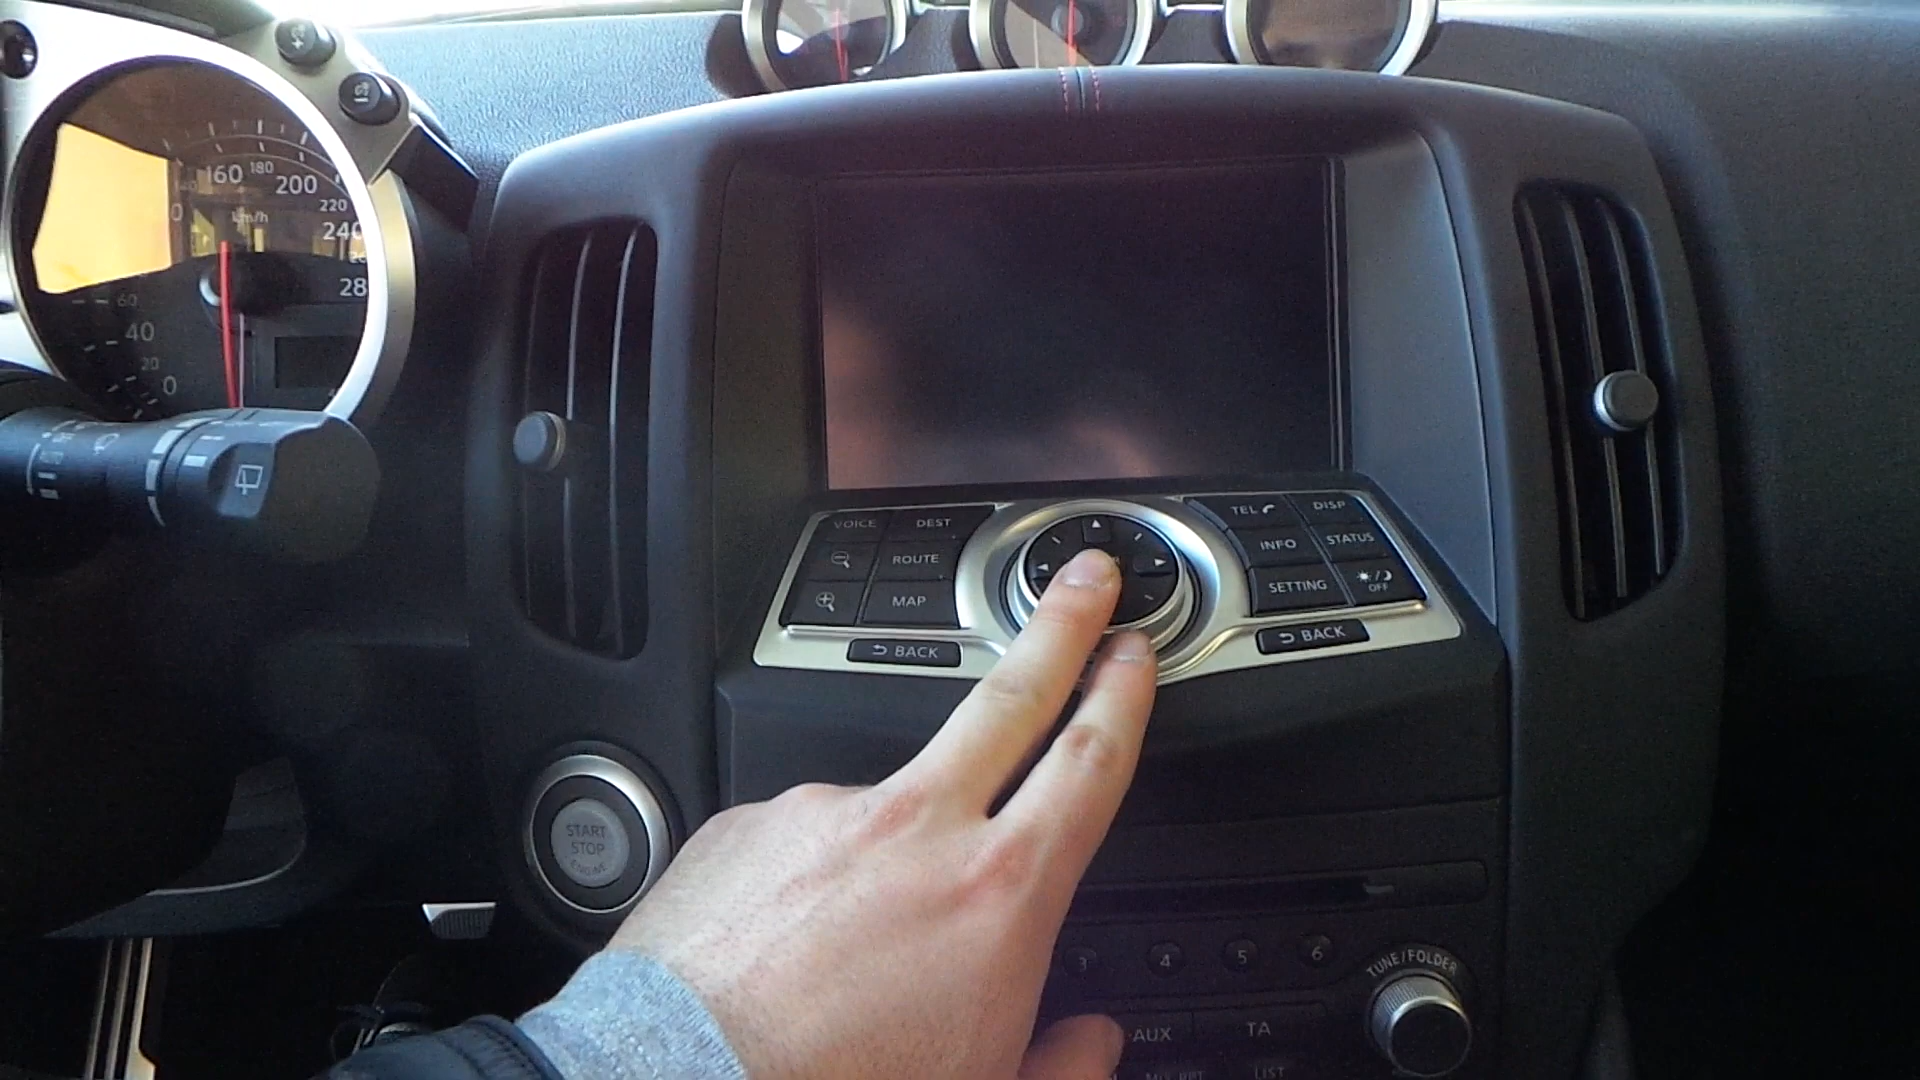 160 180 200
220
km/h
240
28
60
40
20
0
VOICE DEST
ROUTE
MAP
BACK
TEL DISP
INFO STATUS
SETTING OFF
BACK
START
STOP
ENGINE
3 4 5 6
TUNE/FOLDER
AUX TA
LIST